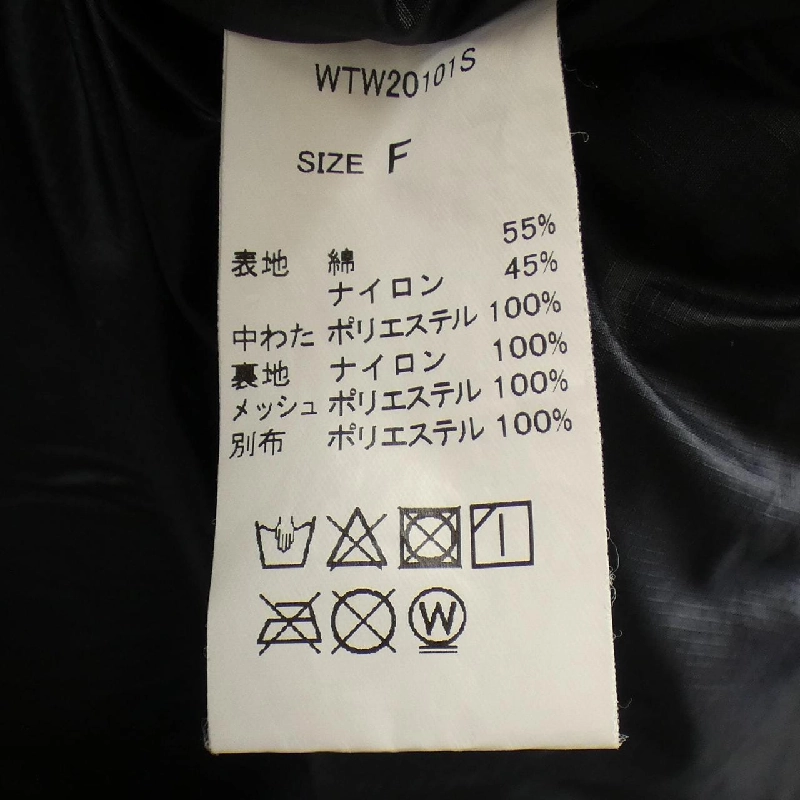 WTW20101S
SIZE F
表地 綿 55%
ナイロン 45%
中わた ポリエステル 100%
裏地 ナイロン 100%
メッシュ ポリエステル 100%
別布 ポリエステル 100%
W